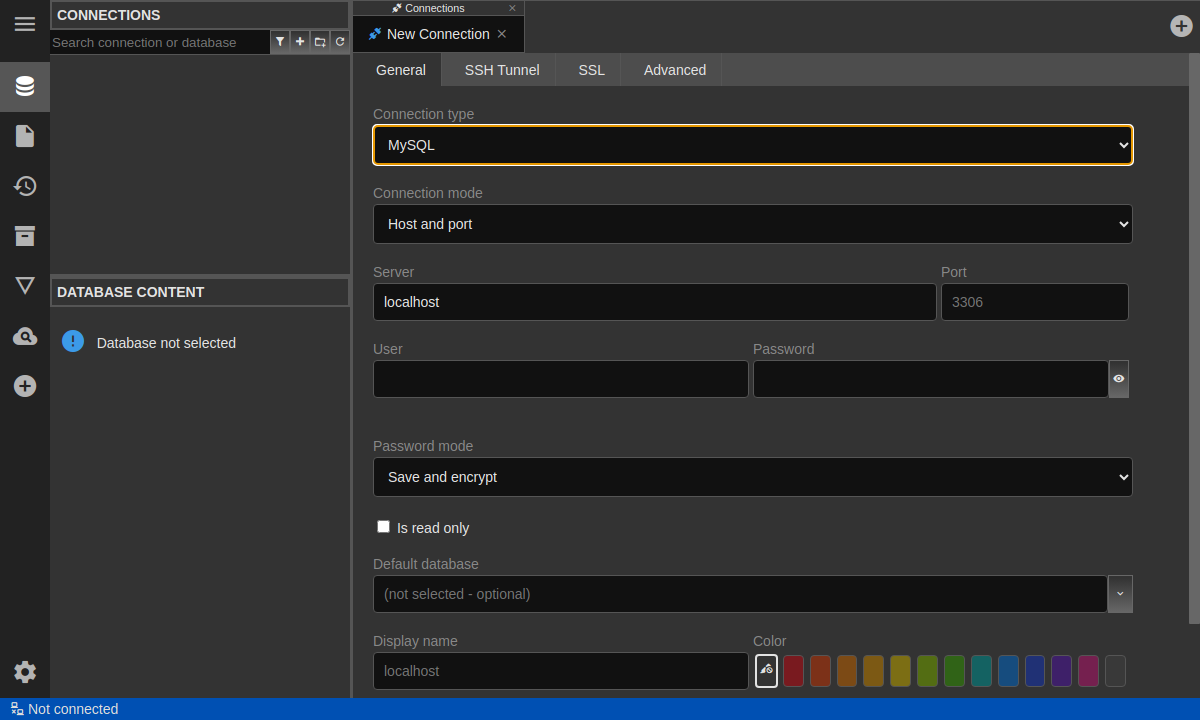 CONNECTIONS
Search connection or database
DATABASE CONTENT
Database not selected
Connections
New Connection
General
SSH Tunnel
SSL
Advanced
Connection type
MySQL
Connection mode
Host and port
Server
Port
localhost
3306
User
Password
Password mode
Save and encrypt
Is read only
Default database
(not selected - optional)
Display name
Color
localhost
Not connected